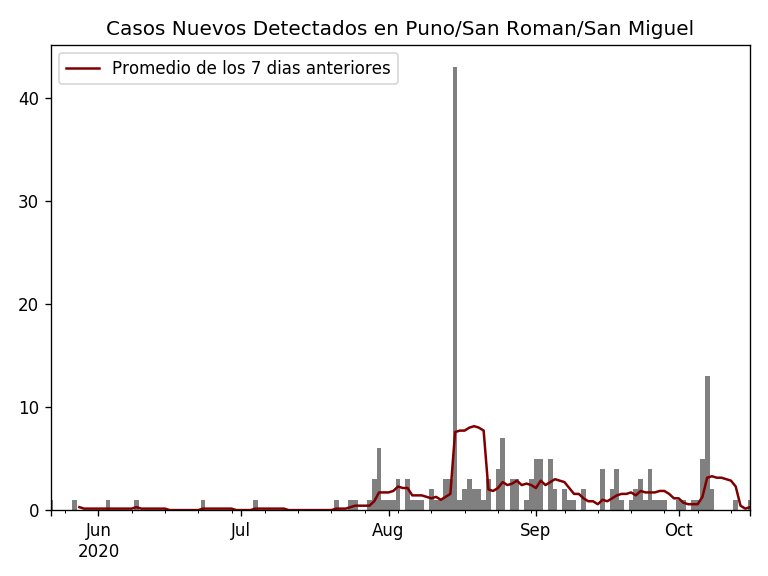 Casos Nuevos Detectados en Puno/San Roman/San Miguel
Promedio de los 7 dias anteriores
40
30
20
10
0
Jun Jul Aug Sep Oct
2020